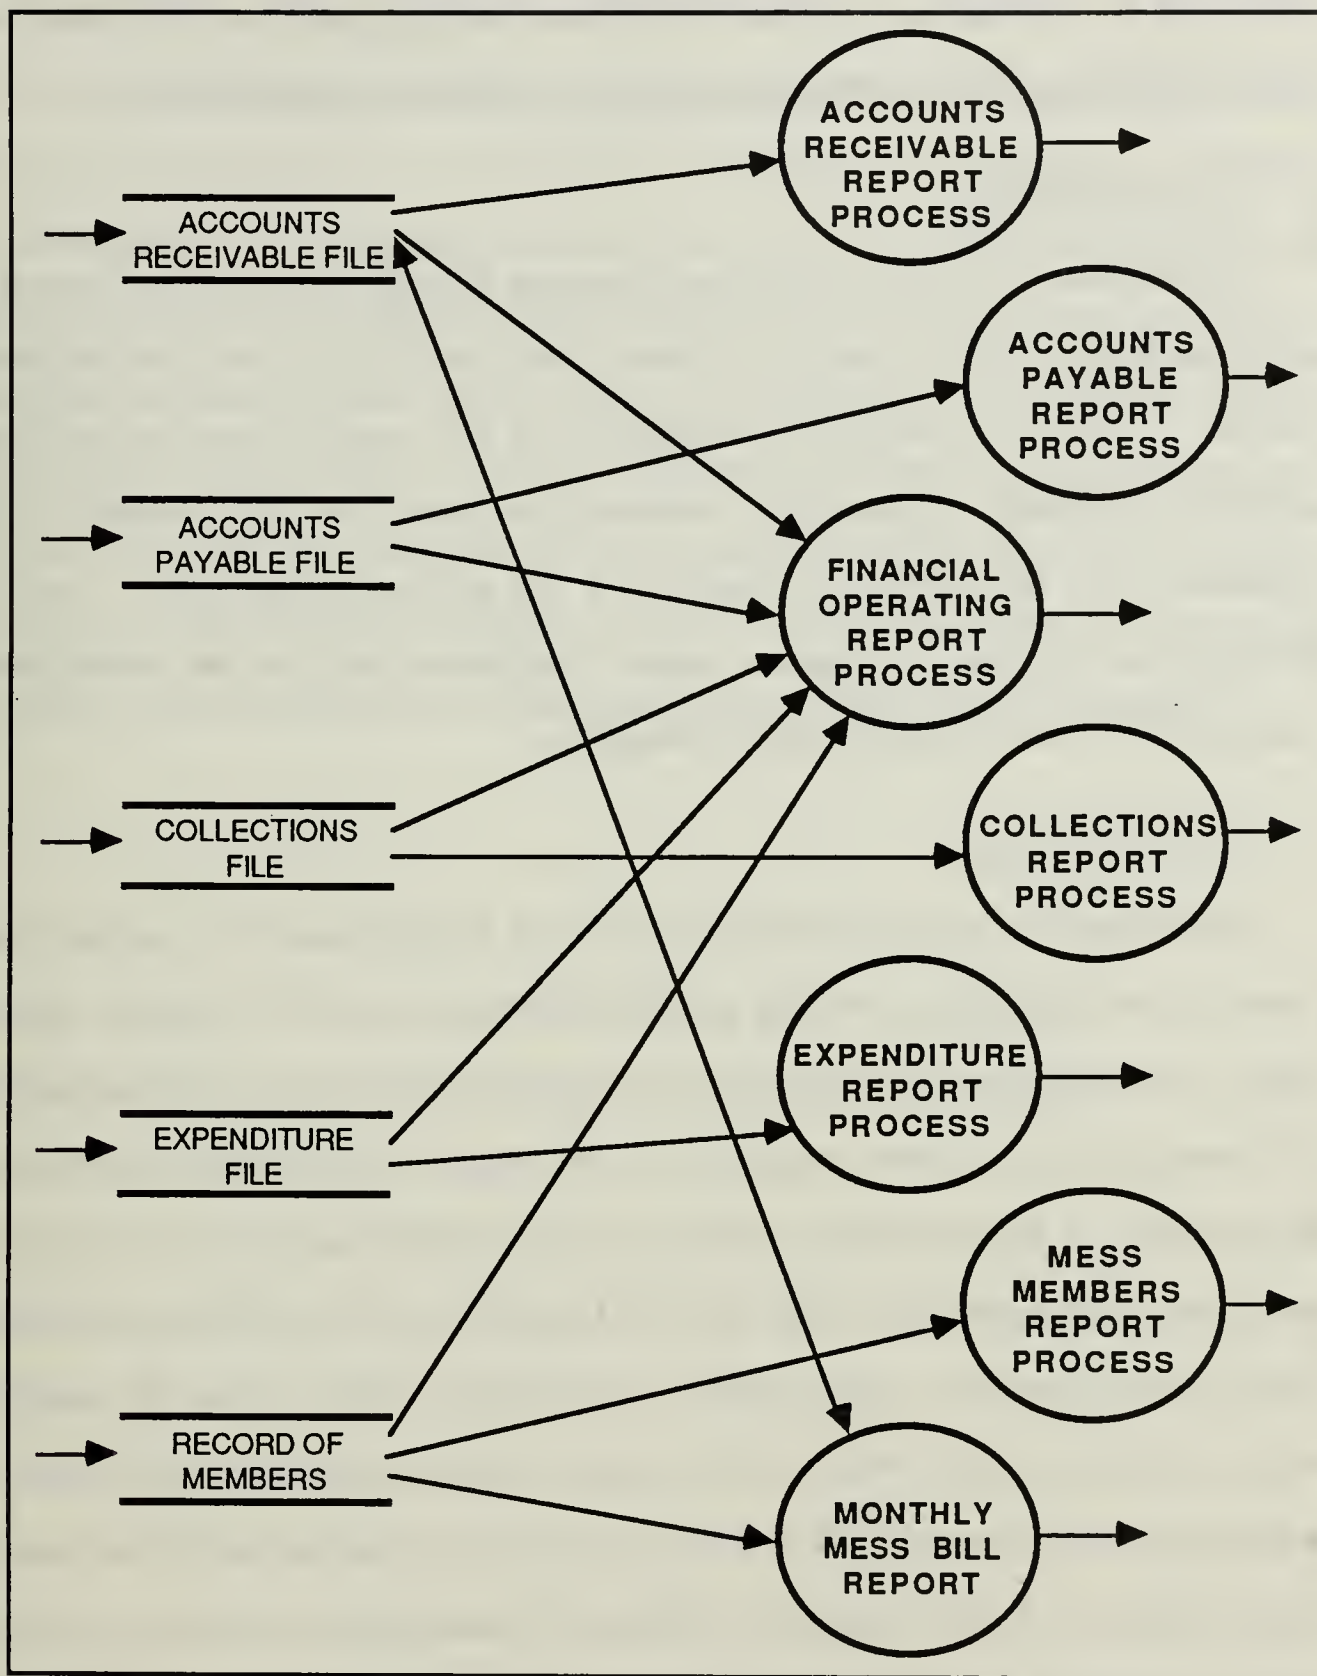 ACCOUNTS
RECEIVABLE
REPORT
PROCESS
ACCOUNTS
RECEIVABLE FILE
ACCOUNTS
PAYABLE
REPORT
PROCESS
ACCOUNTS
PAYABLE FILE
FINANCIAL
OPERATING
REPORT
PROCESS
COLLECTIONS
FILE
COLLECTIONS
REPORT
PROCESS
EXPENDITURE
REPORT
PROCESS
EXPENDITURE
FILE
MESS
MEMBERS
REPORT
PROCESS
RECORD OF
MEMBERS
MONTHLY
MESS BILL
REPORT